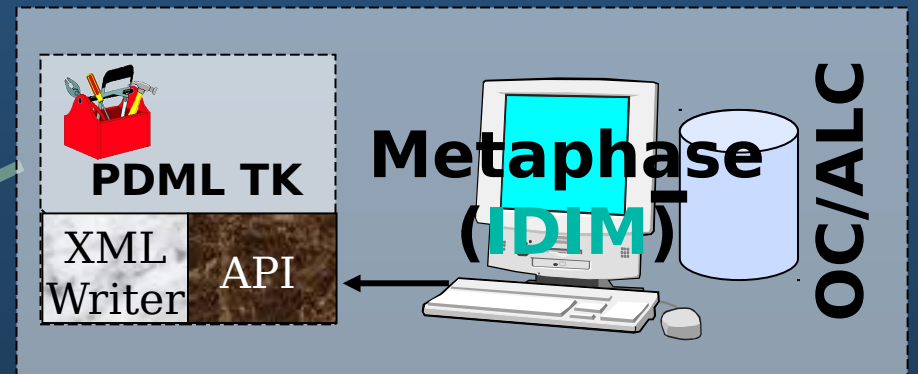 PDML TK
XML
Writer
API
Metaphase
(IDIM)
OC/ALC